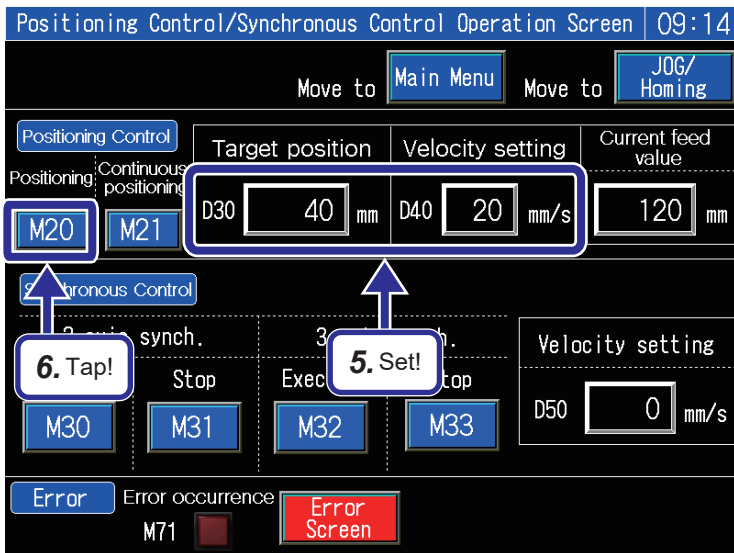 Positioning Control/Synchronous Control Operation Screen 09:14
Move to Main Menu Move to JOG/
Homing
Positioning Control
Target position Velocity setting Current feed
value
Positioning Continuous
positioning
M20 M21 D30 40 mm D40 20 mm/s 120 mm
hronous Control
synch.
Velocity setting
6. Tap!
5. Set!
Stop
M30 M31 M32 M33 D50 0 mm/s
Error Error occurrence
M71
Error
Screen